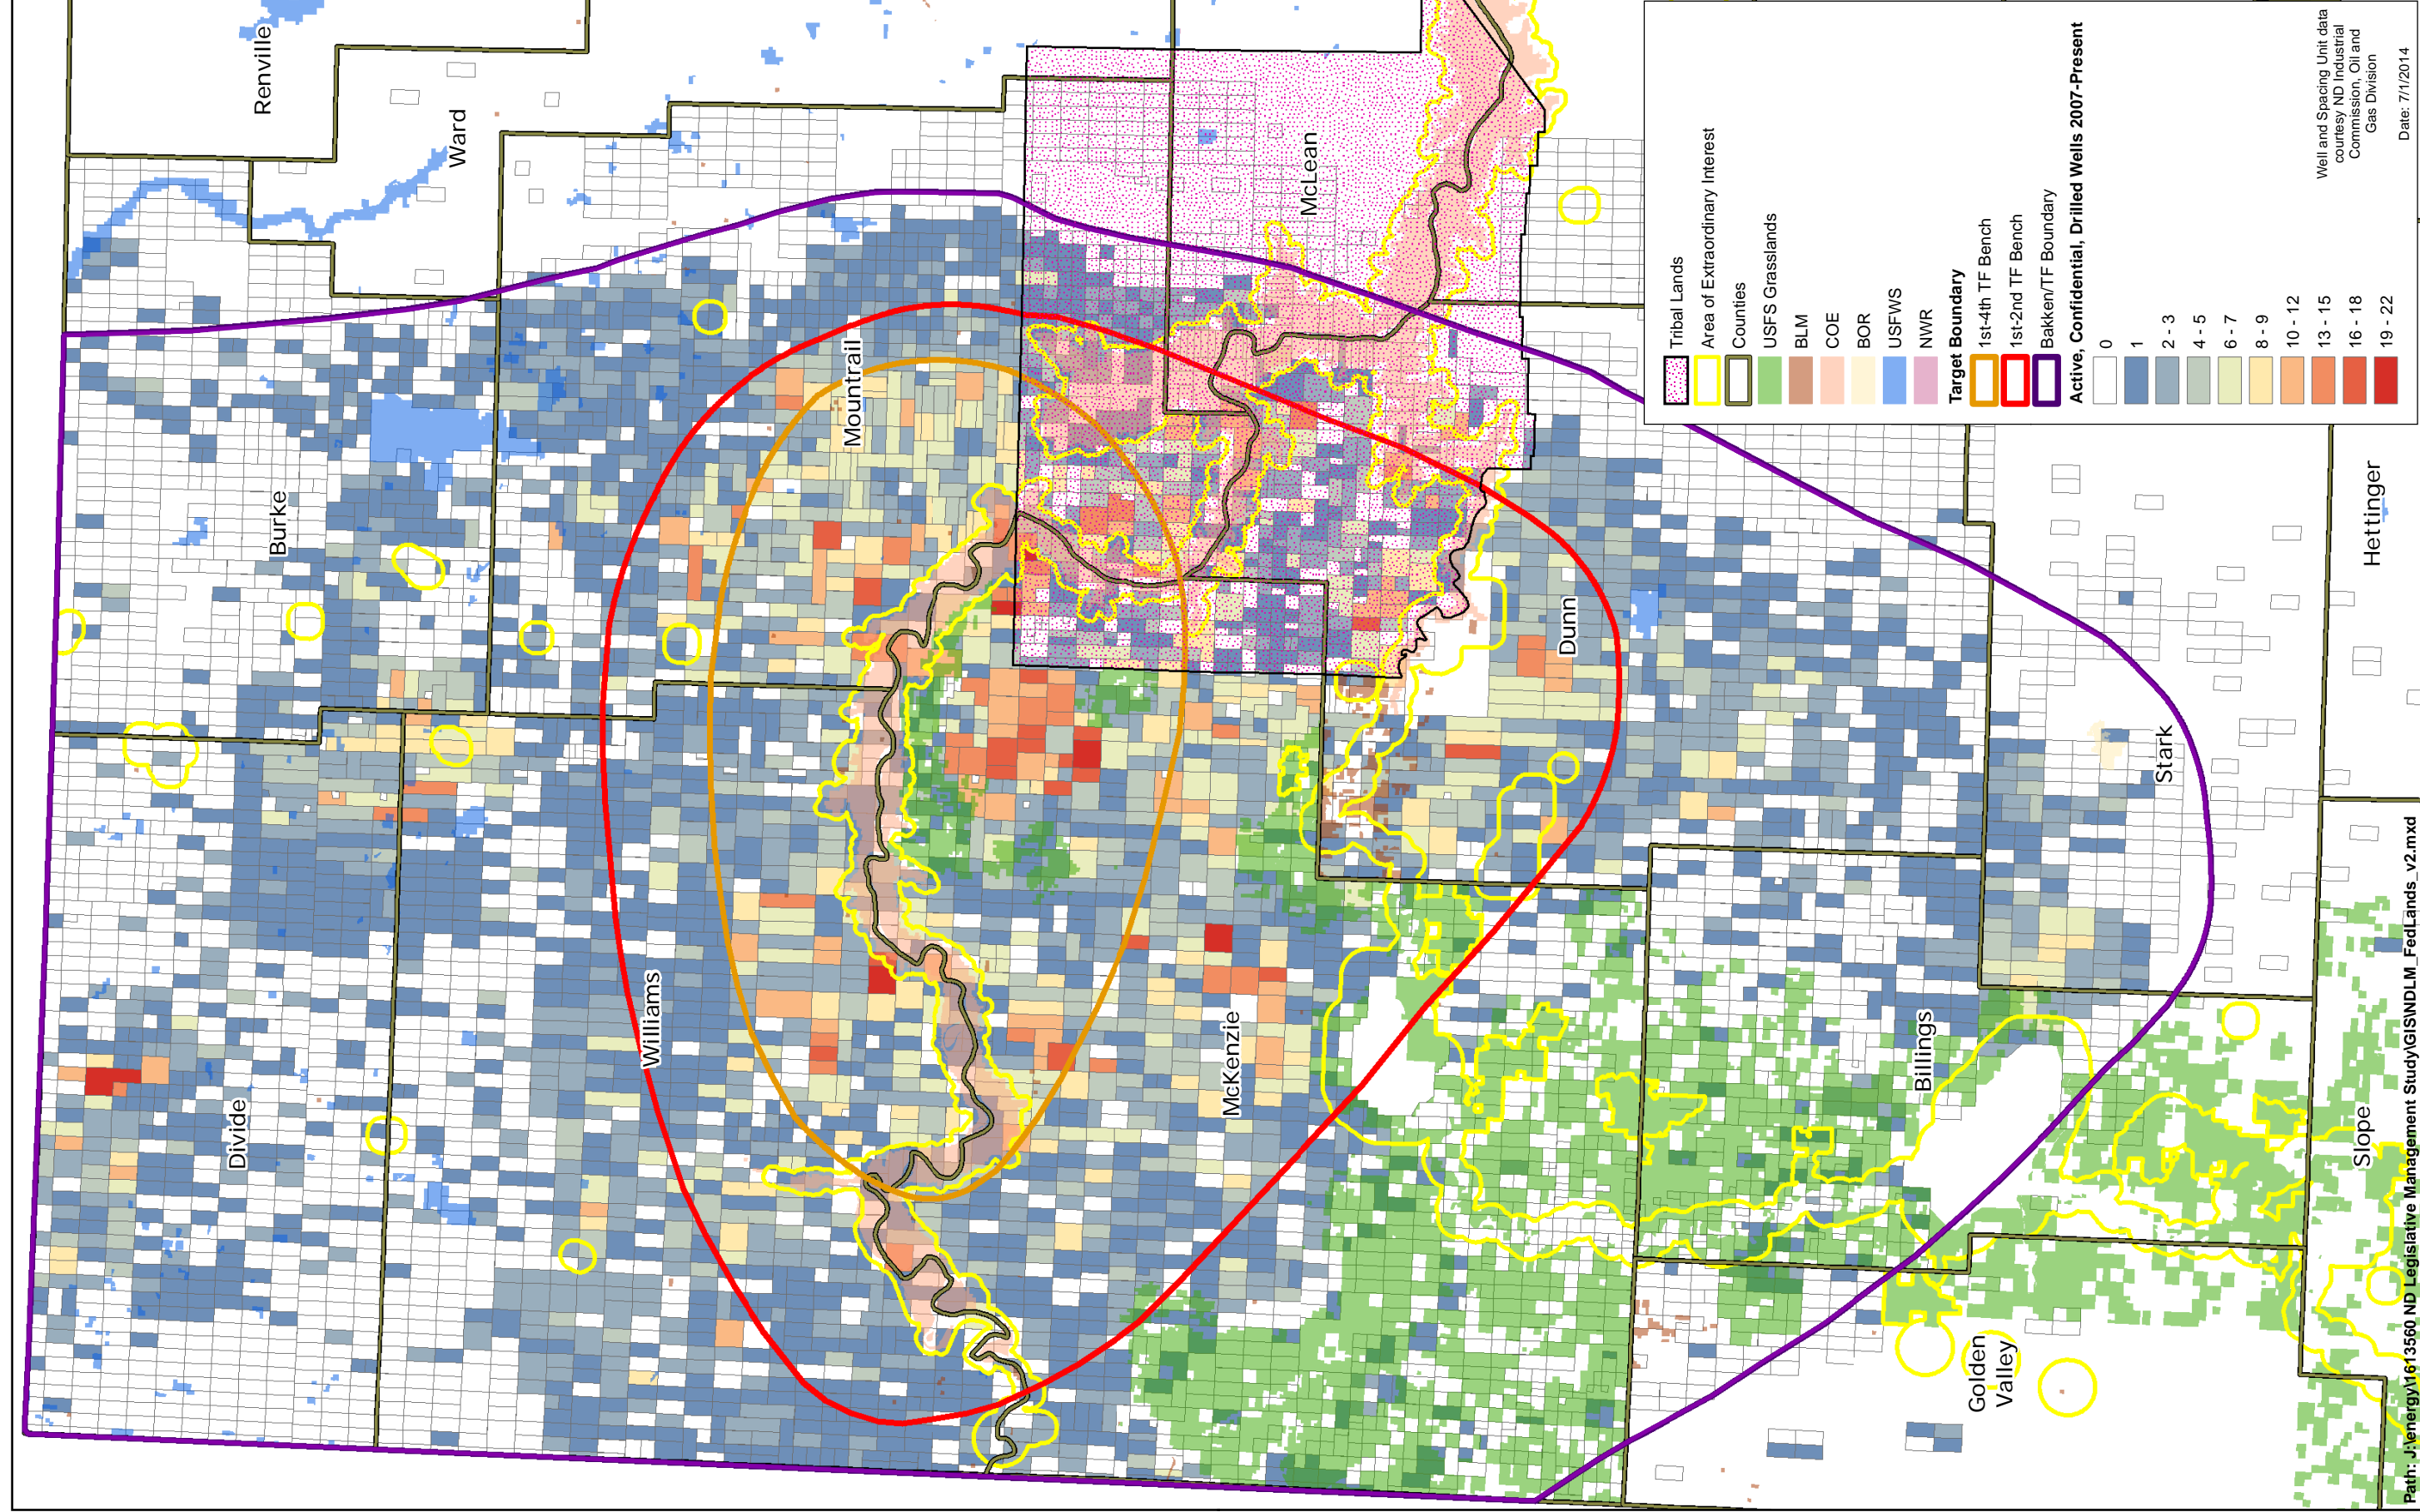 Renville
Ward
Burke
Mountrail
McLean
Divide
Williams
McKenzie
Dunn
Billings
Stark
Hettinger
Golden
Valley
Slope
Tribal Lands
Area of Extraordinary Interest
Counties
USFS Grasslands
BLM
COE
BOR
USFWS
NWR
Target Boundary
1st-4th TF Bench
1st-2nd TF Bench
Bakken/TF Boundary
Active, Confidential, Drilled Wells 2007-Present
0
1
2 - 3
4 - 5
6 - 7
8 - 9
10 - 12
13 - 15
16 - 18
19 - 22
Well and Spacing Unit data
courtesy ND Industrial
Commission, Oil and
Gas Division
Date: 7/1/2014
Path: J:\energy\1613560 ND Legislative Management Study\GIS\NDLM_FedLands_v2.mxd